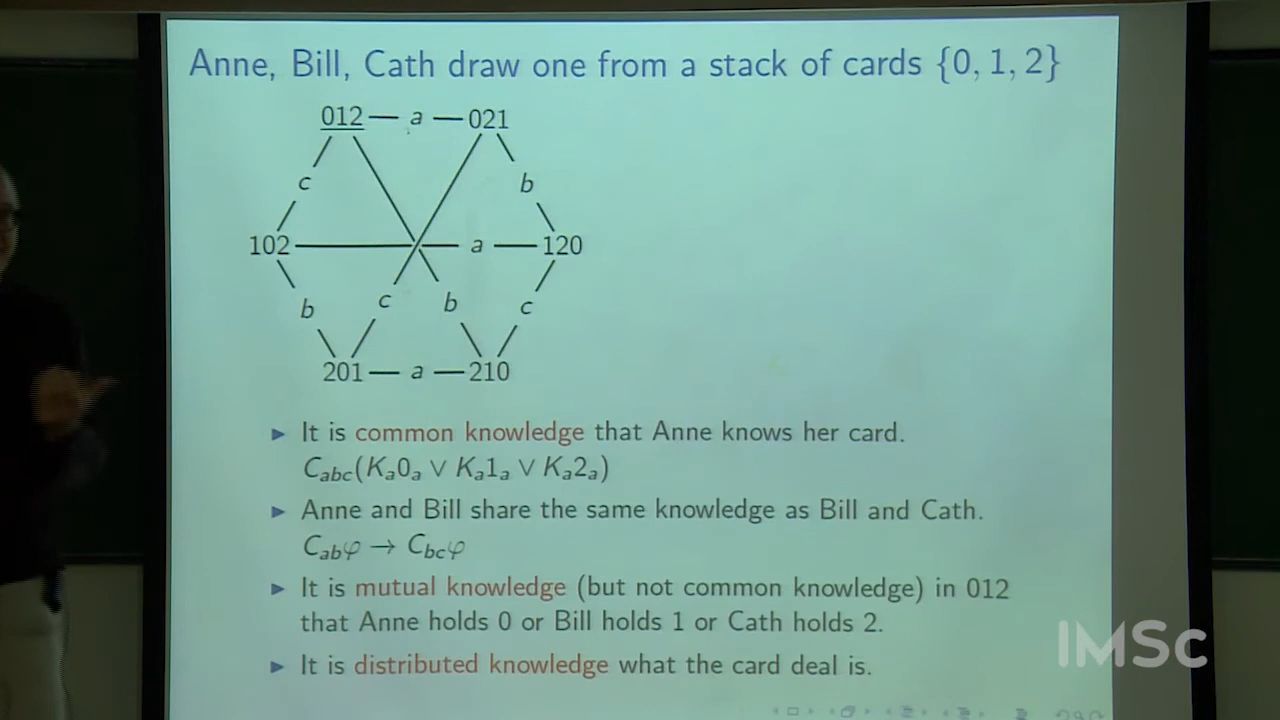 Anne, Bill, Cath draw one from a stack of cards {0, 1, 2}
012 — a — 021
c b
102 — a — 120
b c b c
201 — a — 210
▶ It is common knowledge that Anne knows her card.
C_abc(K_a0_a ∨ K_a1_a ∨ K_a2_a)
▶ Anne and Bill share the same knowledge as Bill and Cath.
C_abφ → C_bcφ
▶ It is mutual knowledge (but not common knowledge) in 012
that Anne holds 0 or Bill holds 1 or Cath holds 2.
▶ It is distributed knowledge what the card deal is.
IMSc